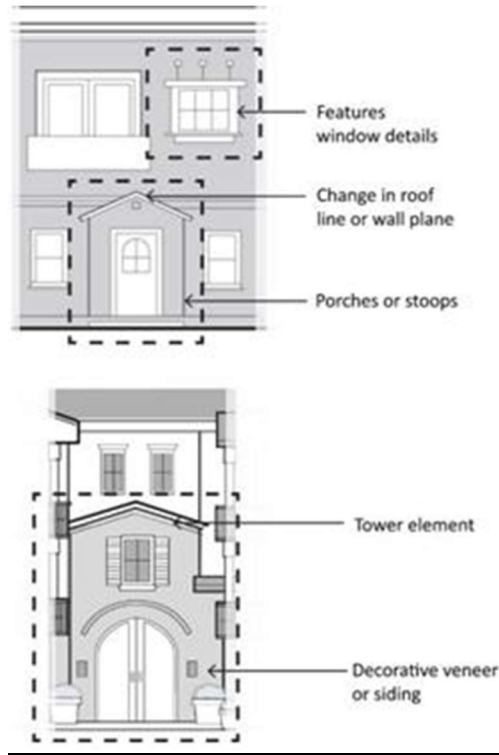 Features
window details
Change in roof
line or wall plane
Porches or stoops
Tower element
Decorative veneer
or siding